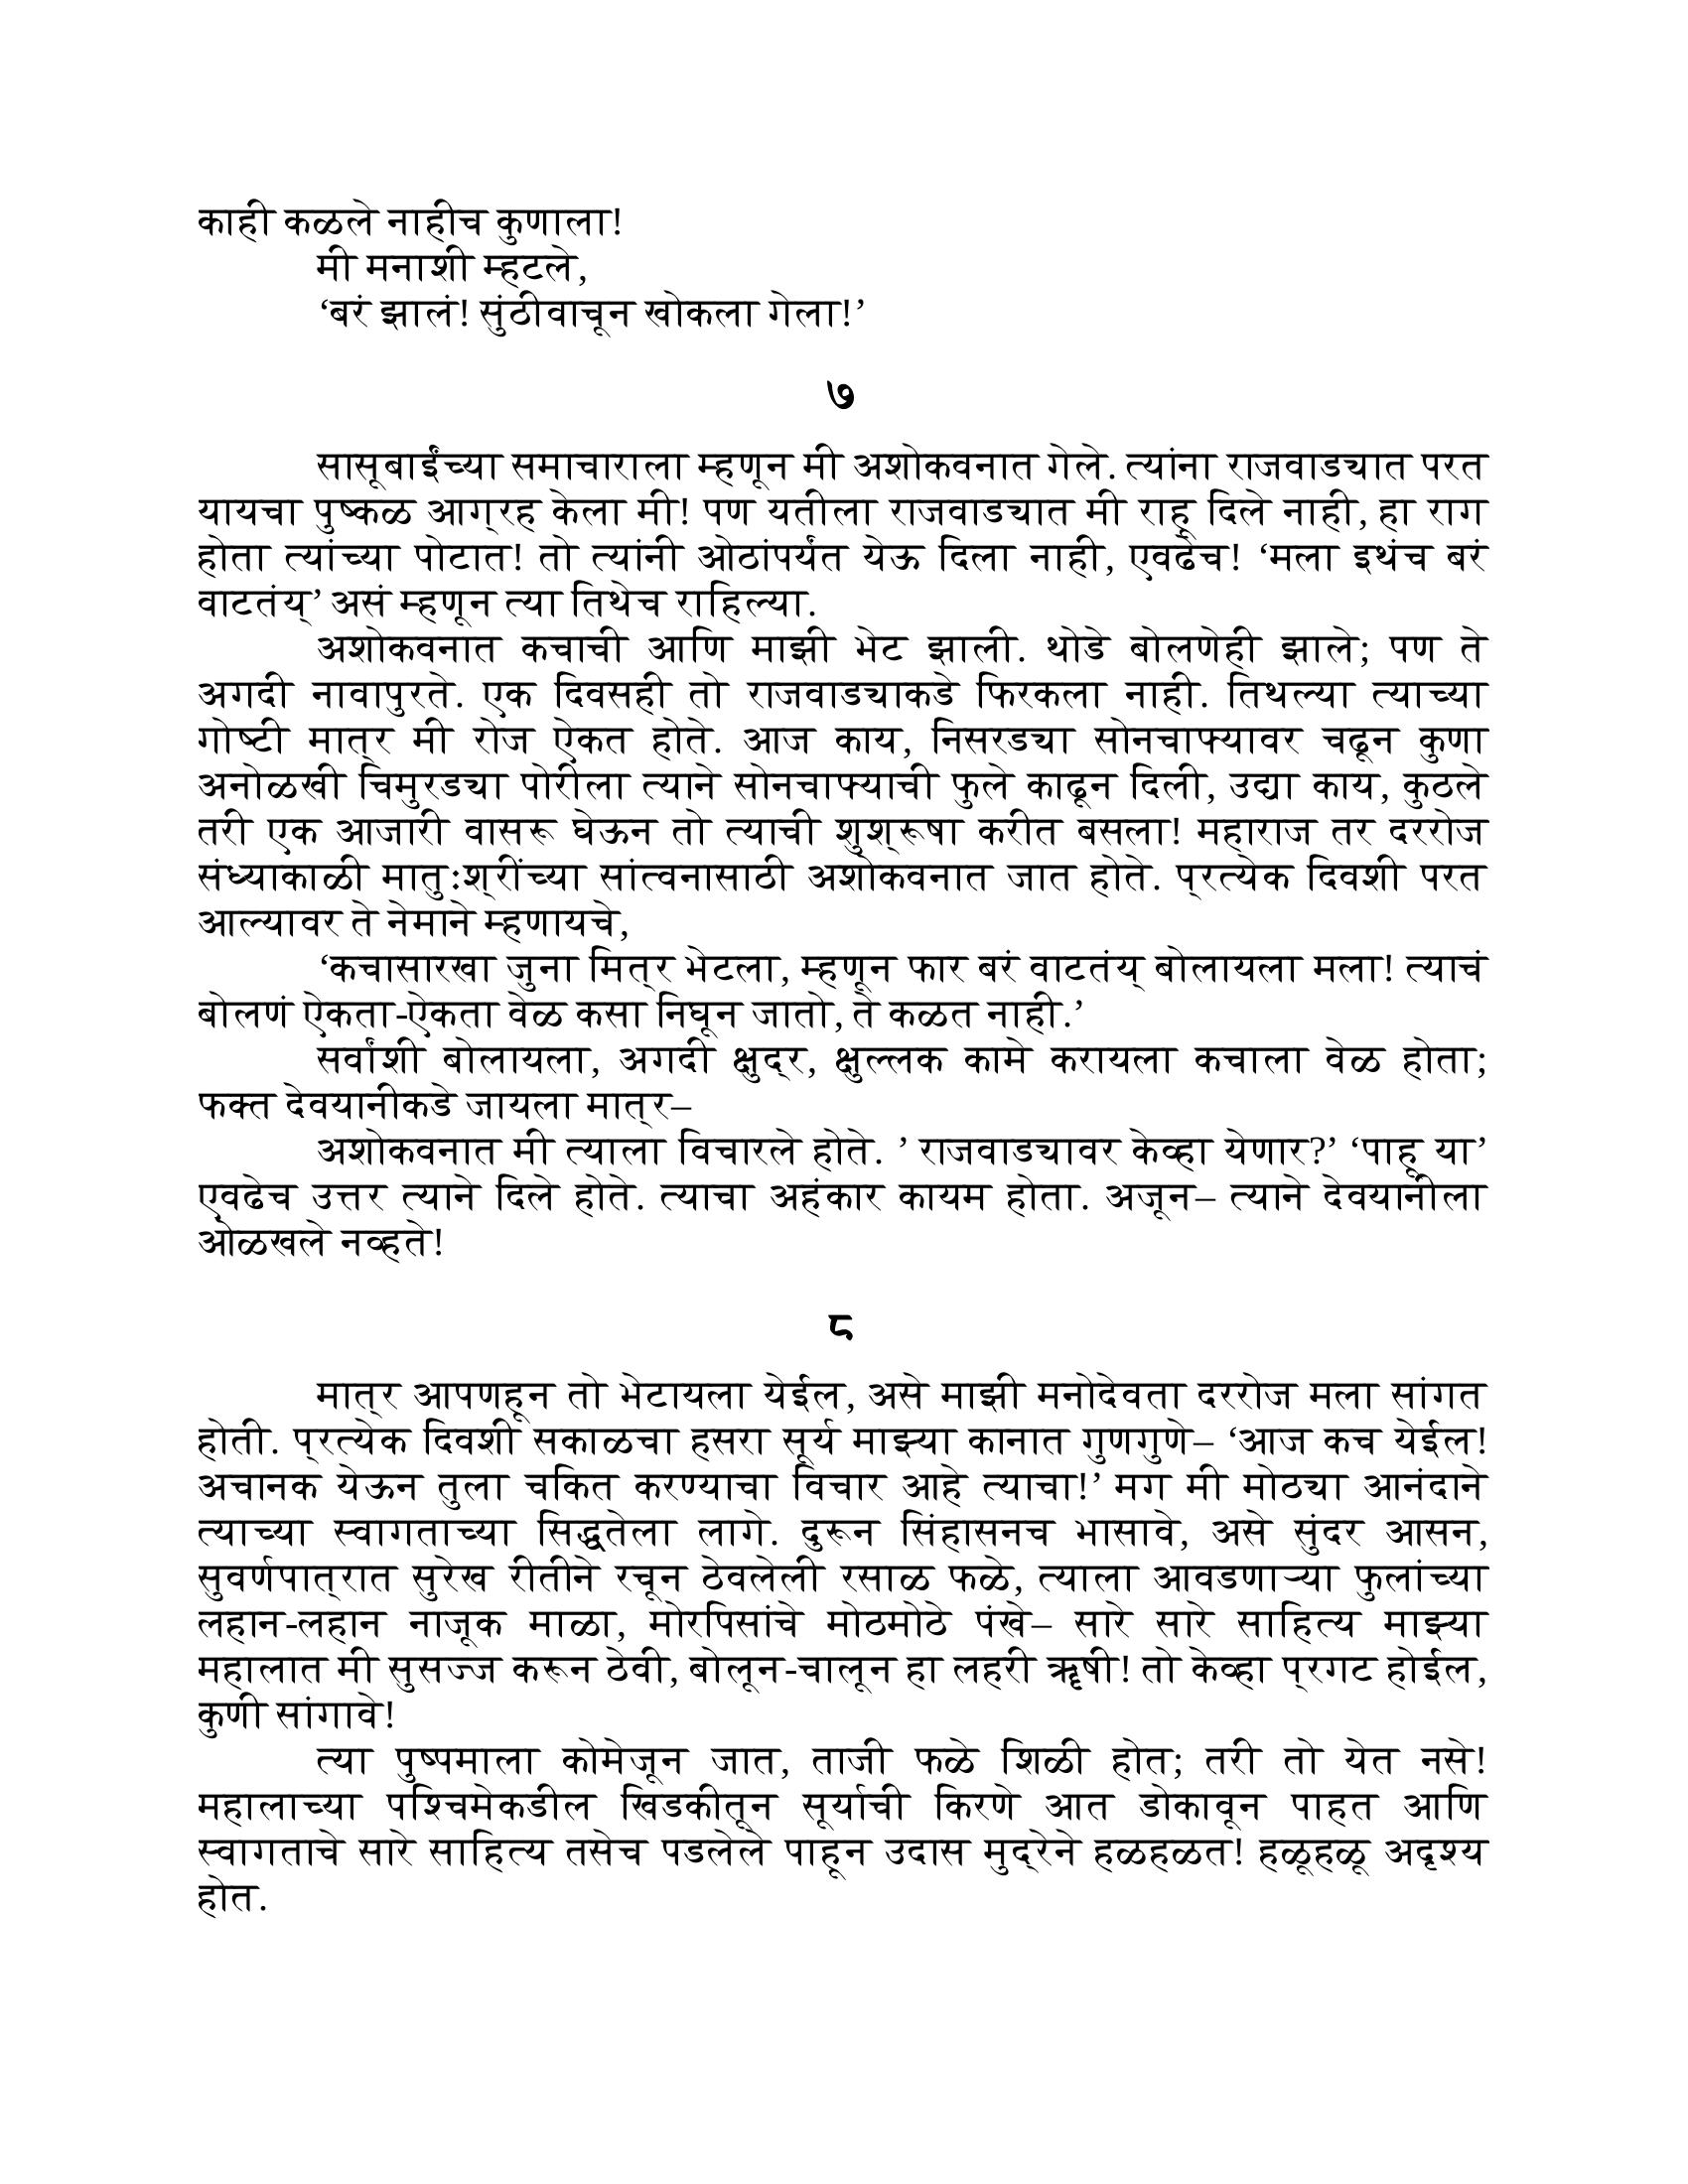 काही कळले नाहीच कुणाला!
मी मनाशी म्हटले,
‘बरं झालं! सुंठीवाचून खोकला गेला!’
७
सासूबाईंच्या समाचाराला म्हणून मी अशोकवनात गेले. त्यांना राजवाड्यात परत
यायचा पुष्कळ आग्रह केला मी! पण यतीला राजवाड्यात मी राहू दिले नाही, हा राग
होता त्यांच्या पोटात! तो त्यांनी ओठांपर्यंत येऊ दिला नाही, एवढेच! ‘मला इथंच बरं
वाटतंय्’ असं म्हणून त्या तिथेच राहिल्या.
अशोकवनात कचाची आणि माझी भेट झाली. थोडे बोलणेही झाले; पण ते
अगदी नावापुरते. एक दिवसही तो राजवाड्याकडे फिरकला नाही. तिथल्या त्याच्या
गोष्टी मात्र मी रोज ऐकत होते. आज काय, निसरड्या सोनचाफ्यावर चढून कुणा
अनोळखी चिमुरड्या पोरीला त्याने सोनचाफ्याची फुले काढून दिली, उद्या काय, कुठले
तरी एक आजारी वासरू घेऊन तो त्याची शुश्रूषा करीत बसला! महाराज तर दररोज
संध्याकाळी मातुःश्रींच्या सांत्वनासाठी अशोकवनात जात होते. प्रत्येक दिवशी परत
आल्यावर ते नेमाने म्हणायचे,
‘कचासारखा जुना मित्र भेटला, म्हणून फार बरं वाटतंय् बोलायला मला! त्याचं
बोलणं ऐकता-ऐकता वेळ कसा निघून जातो, ते कळत नाही.’
सर्वांशी बोलायला, अगदी क्षुद्र, क्षुल्लक कामे करायला कचाला वेळ होता;
फक्त देवयानीकडे जायला मात्र–
अशोकवनात मी त्याला विचारले होते. ’ राजवाड्यावर केव्हा येणार?’ ‘पाहू या’
एवढेच उत्तर त्याने दिले होते. त्याचा अहंकार कायम होता. अजून– त्याने देवयानीला
ओळखले नव्हते!
८
मात्र आपणहून तो भेटायला येईल, असे माझी मनोदेवता दररोज मला सांगत
होती. प्रत्येक दिवशी सकाळचा हसरा सूर्य माझ्या कानात गुणगुणे– ‘आज कच येईल!
अचानक येऊन तुला चकित करण्याचा विचार आहे त्याचा!’ मग मी मोठ्या आनंदाने
त्याच्या स्वागताच्या सिद्धतेला लागे. दुरून सिंहासनच भासावे, असे सुंदर आसन,
सुवर्णपात्रात सुरेख रीतीने रचून ठेवलेली रसाळ फळे, त्याला आवडणाऱ्या फुलांच्या
लहान-लहान नाजूक माळा, मोरपिसांचे मोठमोठे पंखे– सारे सारे साहित्य माझ्या
महालात मी सुसज्ज करून ठेवी, बोलून-चालून हा लहरी ॠषी! तो केव्हा प्रगट होईल,
कुणी सांगावे!
त्या पुष्पमाला कोमेजून जात, ताजी फळे शिळी होत; तरी तो येत नसे!
महालाच्या पश्चिमेकडील खिडकीतून सूर्याची किरणे आत डोकावून पाहत आणि
स्वागताचे सारे साहित्य तसेच पडलेले पाहून उदास मुद्रेने हळहळत! हळूहळू अदृश्य
होत.